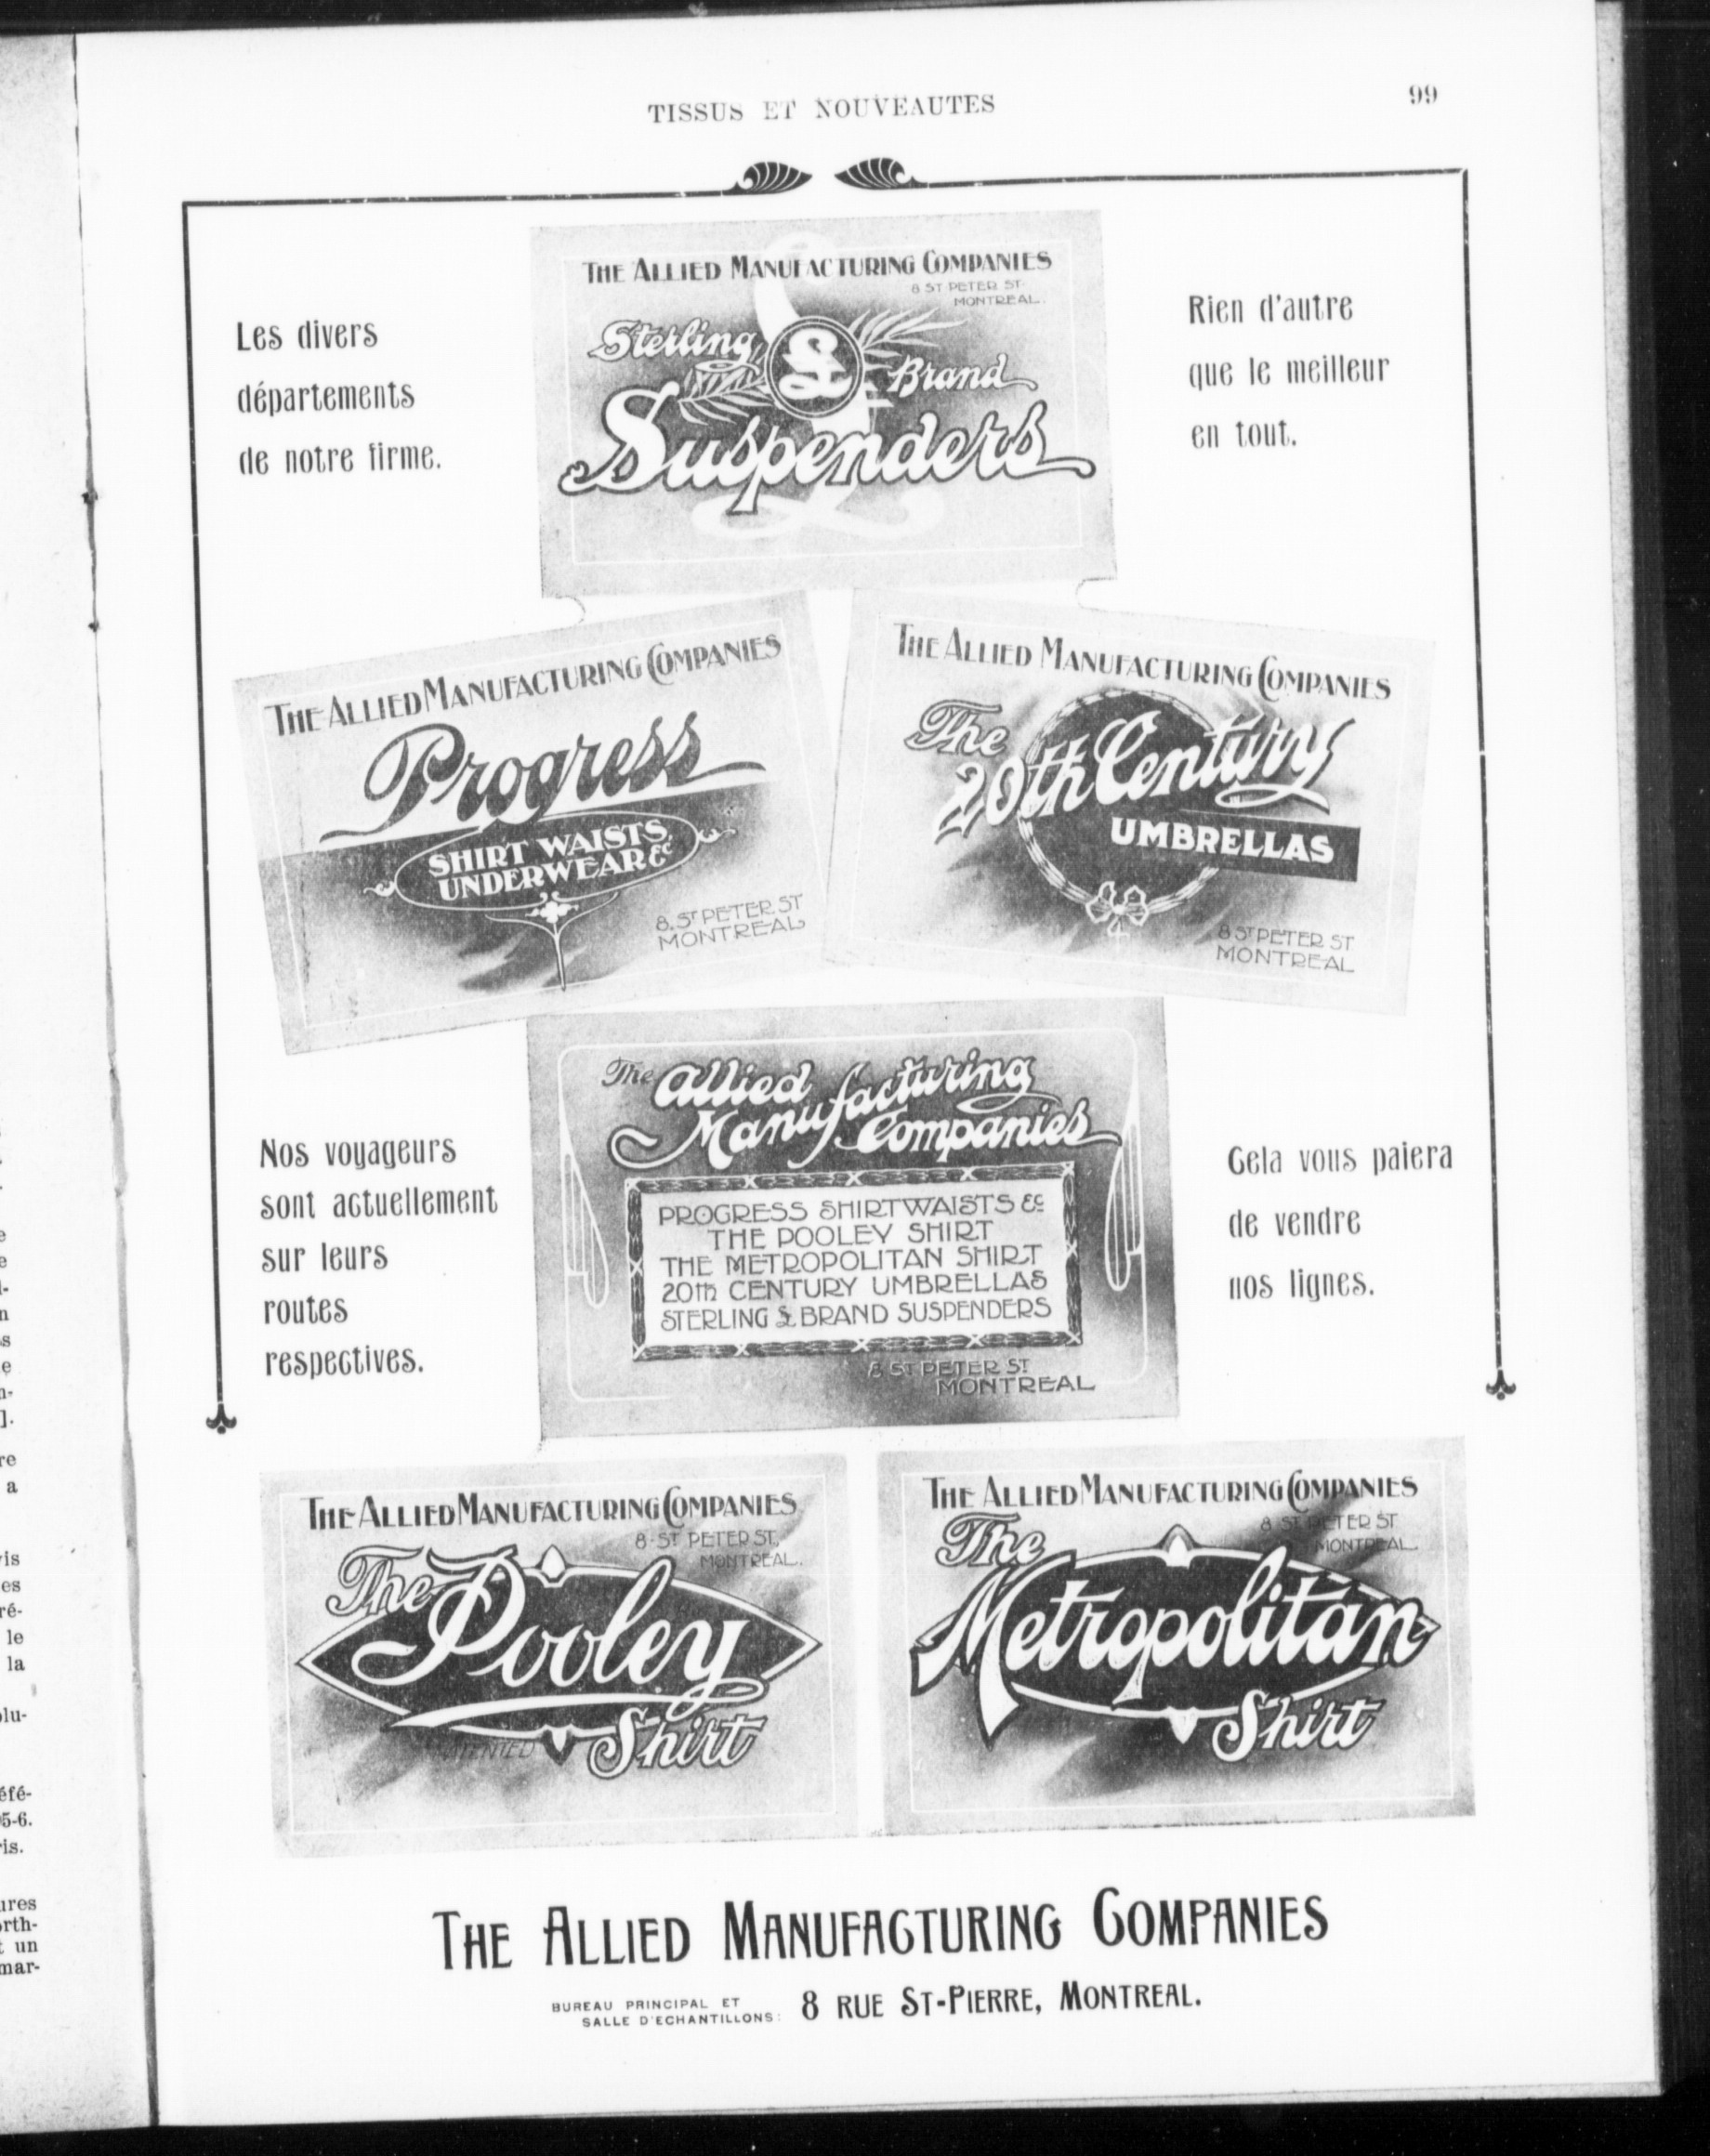 TISSUS ET NOUVEAUTES
99
Les divers
départements
de notre firme.
THE ALLIED MANUFACTURING COMPANIES
8 ST PETER ST
MONTREAL.
Sterling
Brand
Suspenders
Rien d'autre
que le meilleur
en tout.
THE ALLIED MANUFACTURING COMPANIES
Progress
SHIRT WAISTS,
UNDERWEAR &c
8. ST PETER ST
MONTREAL
THE ALLIED MANUFACTURING COMPANIES
The
20th Century
UMBRELLAS
8 ST PETER ST
MONTREAL
Nos voyageurs
sont actuellement
sur leurs
routes
respectives.
The Allied
Manufacturing
Companies
PROGRESS SHIRTWAISTS &c
THE POOLEY SHIRT
THE METROPOLITAN SHIRT
20th CENTURY UMBRELLAS
STERLING £ BRAND SUSPENDERS
8 ST PETER ST
MONTREAL
Cela vous paiera
de vendre
nos lignes.
THE ALLIED MANUFACTURING COMPANIES
8 · ST PETER ST.
MONTREAL.
The
Pooley
PATENTED
Shirt
THE ALLIED MANUFACTURING COMPANIES
8 ST PETER ST
MONTREAL
The
Metropolitan
Shirt
THE ALLIED MANUFACTURING COMPANIES
BUREAU PRINCIPAL ET
SALLE D'ECHANTILLONS:
8 RUE ST-PIERRE, MONTREAL.